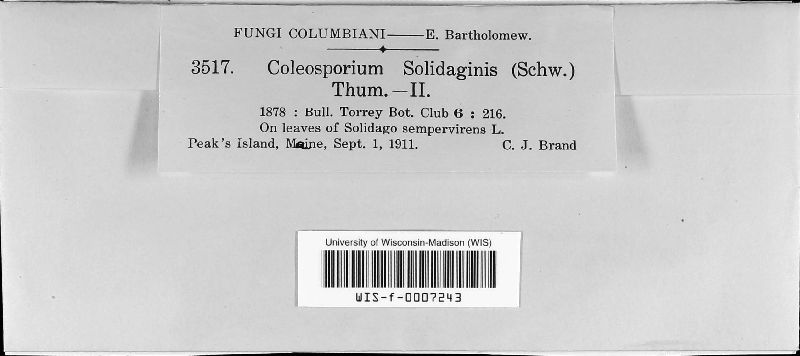 FUNGI COLUMBIANI——E. Bartholomew.
3517. Coleosporium Solidaginis (Schw.)
Thum.—II.
1878 : Bull. Torrey Bot. Club 6 : 216.
On leaves of Solidago sempervirens L.
Peak's Island, Maine, Sept. 1, 1911. C. J. Brand
University of Wisconsin-Madison (WIS)
WIS-f-0007243